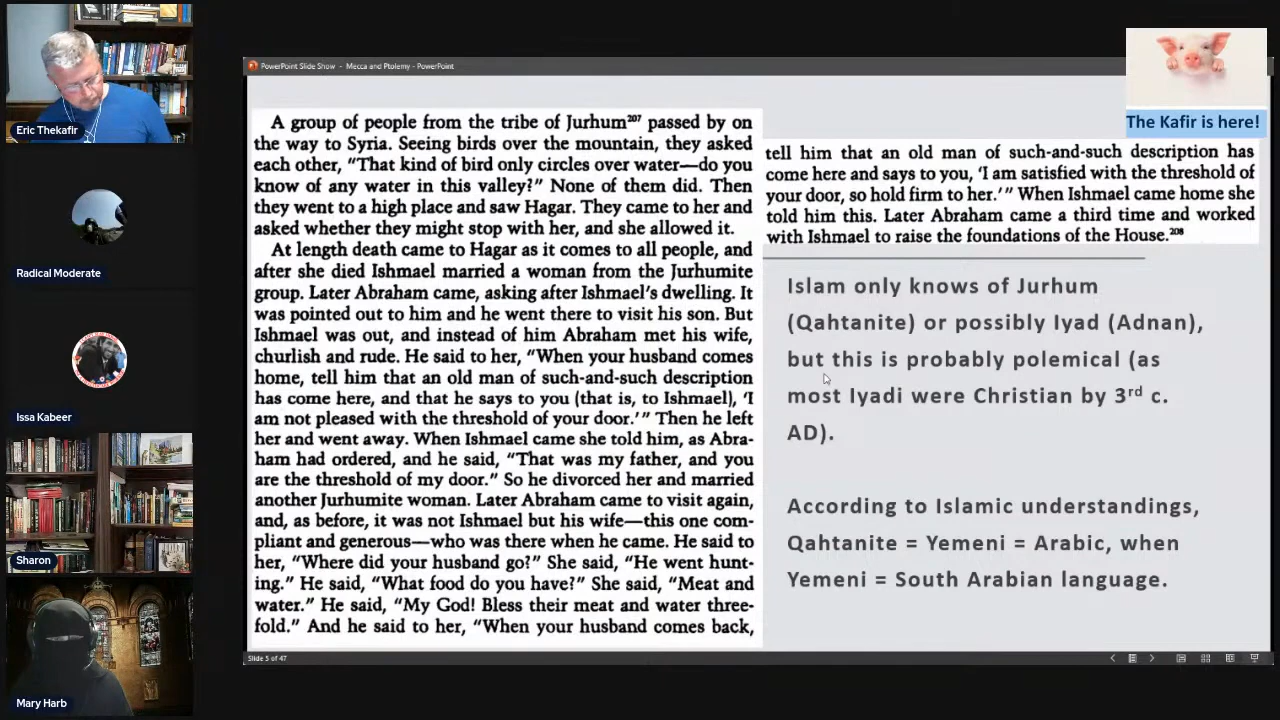 Eric Thekafir
Radical Moderate
Issa Kabeer
Sharon
Mary Harb
PowerPoint Slide Show - Mecca and Ptolemy - PowerPoint
The Kafir is here!
A group of people from the tribe of Jurhum²⁰⁷ passed by on
the way to Syria. Seeing birds over the mountain, they asked
each other, “That kind of bird only circles over water—do you
know of any water in this valley?” None of them did. Then
they went to a high place and saw Hagar. They came to her and
asked whether they might stop with her, and she allowed it.
At length death came to Hagar as it comes to all people, and
after she died Ishmael married a woman from the Jurhumite
group. Later Abraham came, asking after Ishmael’s dwelling. It
was pointed out to him and he went there to visit his son. But
Ishmael was out, and instead of him Abraham met his wife,
churlish and rude. He said to her, “When your husband comes
home, tell him that an old man of such-and-such description
has come here, and that he says to you (that is, to Ishmael), ‘I
am not pleased with the threshold of your door.’” Then he left
her and went away. When Ishmael came she told him, as Abra-
ham had ordered, and he said, “That was my father, and you
are the threshold of my door.” So he divorced her and married
another Jurhumite woman. Later Abraham came to visit again,
and, as before, it was not Ishmael but his wife—this one com-
pliant and generous—who was there when he came. He said to
her, “Where did your husband go?” She said, “He went hunt-
ing.” He said, “What food do you have?” She said, “Meat and
water.” He said, “My God! Bless their meat and water three-
fold.” And he said to her, “When your husband comes back,
tell him that an old man of such-and-such description has
come here and says to you, ‘I am satisfied with the threshold of
your door, so hold firm to her.’” When Ishmael came home she
told him this. Later Abraham came a third time and worked
with Ishmael to raise the foundations of the House.²⁰⁸
Islam only knows of Jurhum
(Qahtanite) or possibly Iyad (Adnan),
but this is probably polemical (as
most Iyadi were Christian by 3rd c.
AD).
According to Islamic understandings,
Qahtanite = Yemeni = Arabic, when
Yemeni = South Arabian language.
Slide 5 of 47